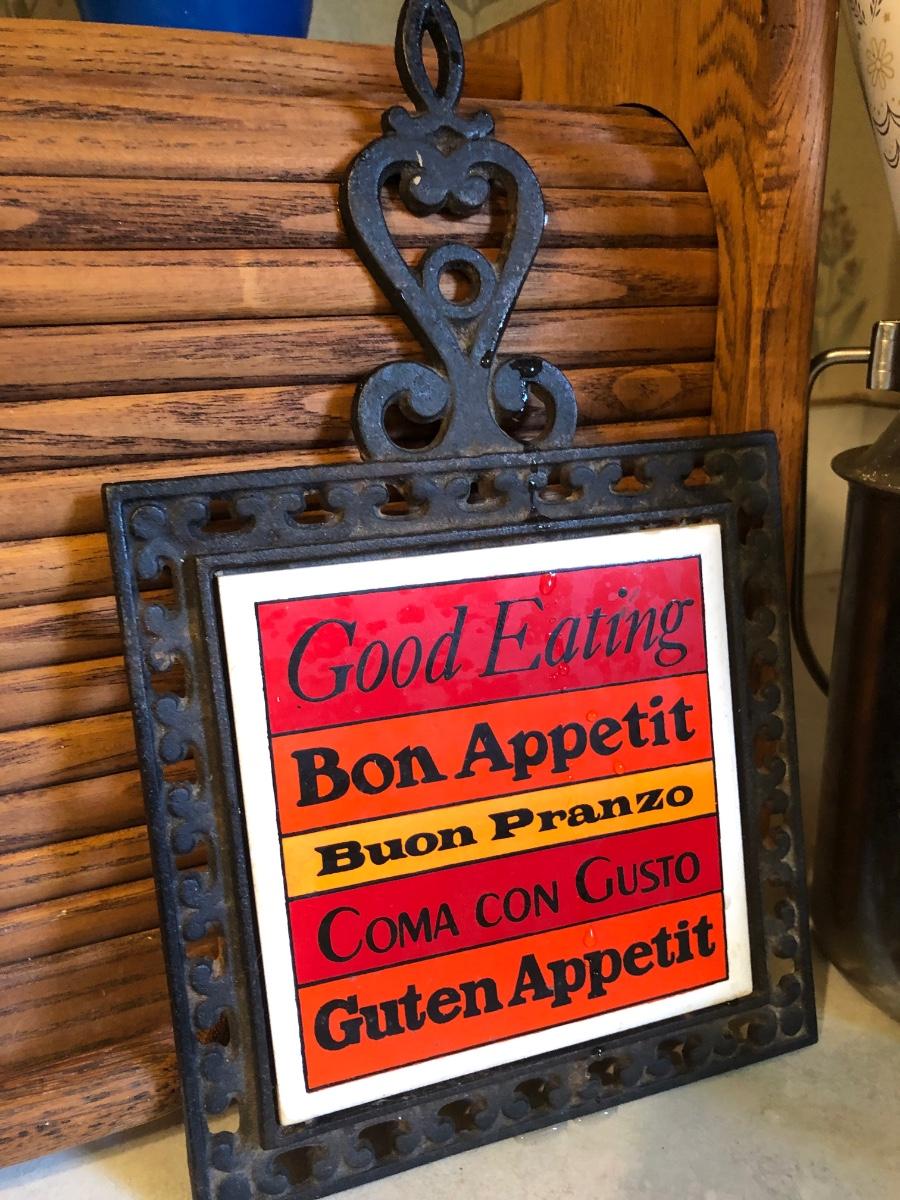 Good Eating
Bon Appetit
Buon Pranzo
COMA CON GUSTO
Guten Appetit